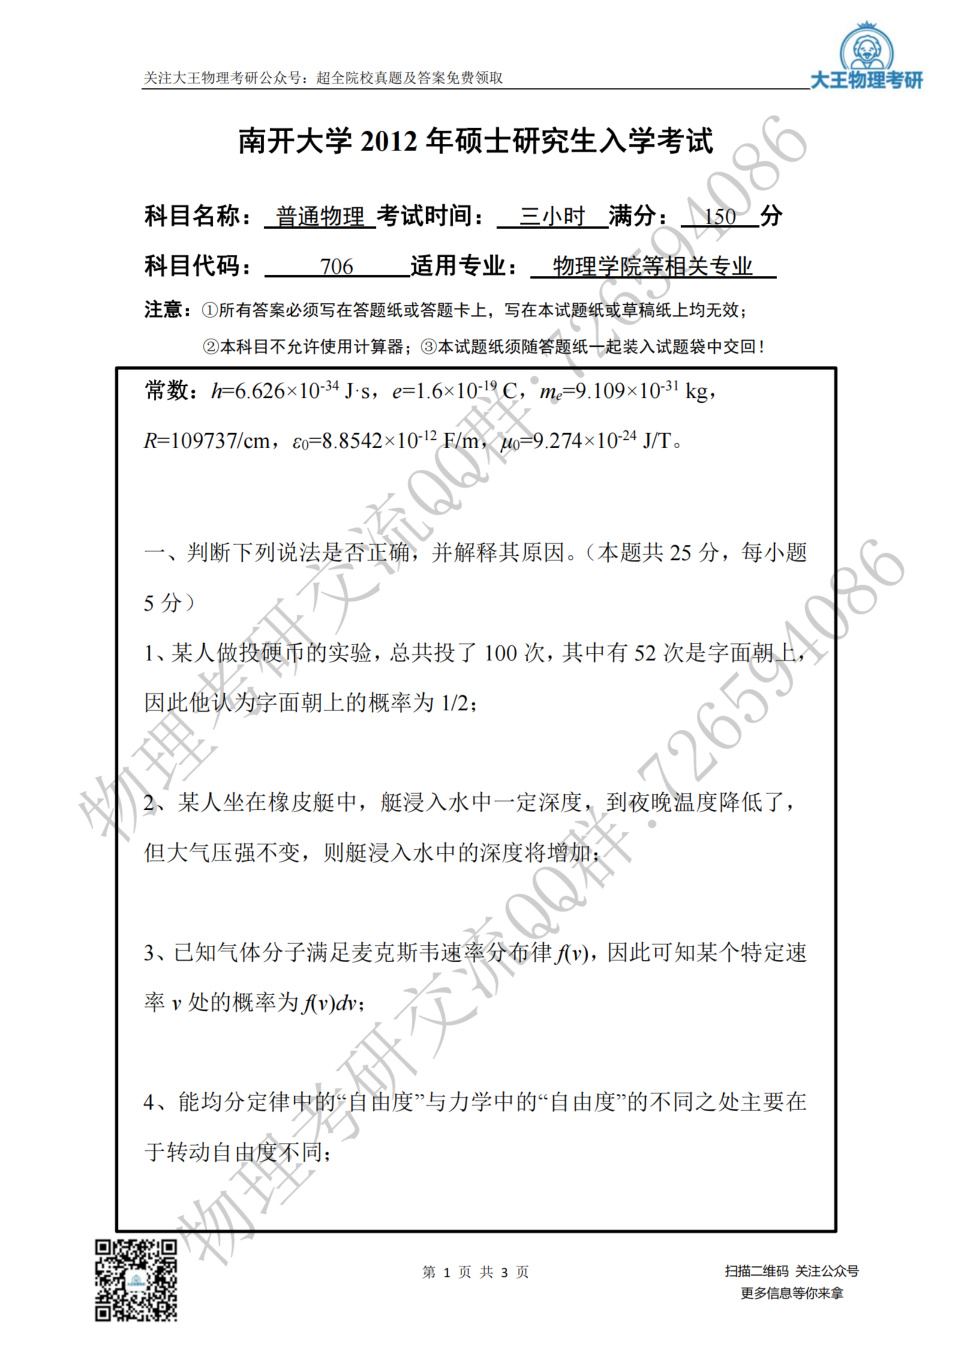 关注大王物理考研公众号：超全院校真题及答案免费领取
大王物理考研
南开大学 2012 年硕士研究生入学考试
科目名称： 普通物理 考试时间： 三小时 满分： 150 分
科目代码： 706 适用专业： 物理学院等相关专业
注意：①所有答案必须写在答题纸或答题卡上，写在本试题纸或草稿纸上均无效；
②本科目不允许使用计算器；③本试题纸须随答题纸一起装入试题袋中交回！
常数：h=6.626×10⁻³⁴ J·s，e=1.6×10⁻¹⁹ C，mₑ=9.109×10⁻³¹ kg，
R=109737/cm，ε₀=8.8542×10⁻¹² F/m，μ₀=9.274×10⁻²⁴ J/T。
一、判断下列说法是否正确，并解释其原因。（本题共 25 分，每小题
5 分）
1、某人做投硬币的实验，总共投了 100 次，其中有 52 次是字面朝上，
因此他认为字面朝上的概率为 1/2；
2、某人坐在橡皮艇中，艇浸入水中一定深度，到夜晚温度降低了，
但大气压强不变，则艇浸入水中的深度将增加；
3、已知气体分子满足麦克斯韦速率分布律 f(v)，因此可知某个特定速
率 v 处的概率为 f(v)dv；
4、能均分定律中的“自由度”与力学中的“自由度”的不同之处主要在
于转动自由度不同；
物理考研交流QQ群：726594086
物理考研交流QQ群：726594086
大王物理考研
第 1 页 共 3 页
扫描二维码 关注公众号
更多信息等你来拿